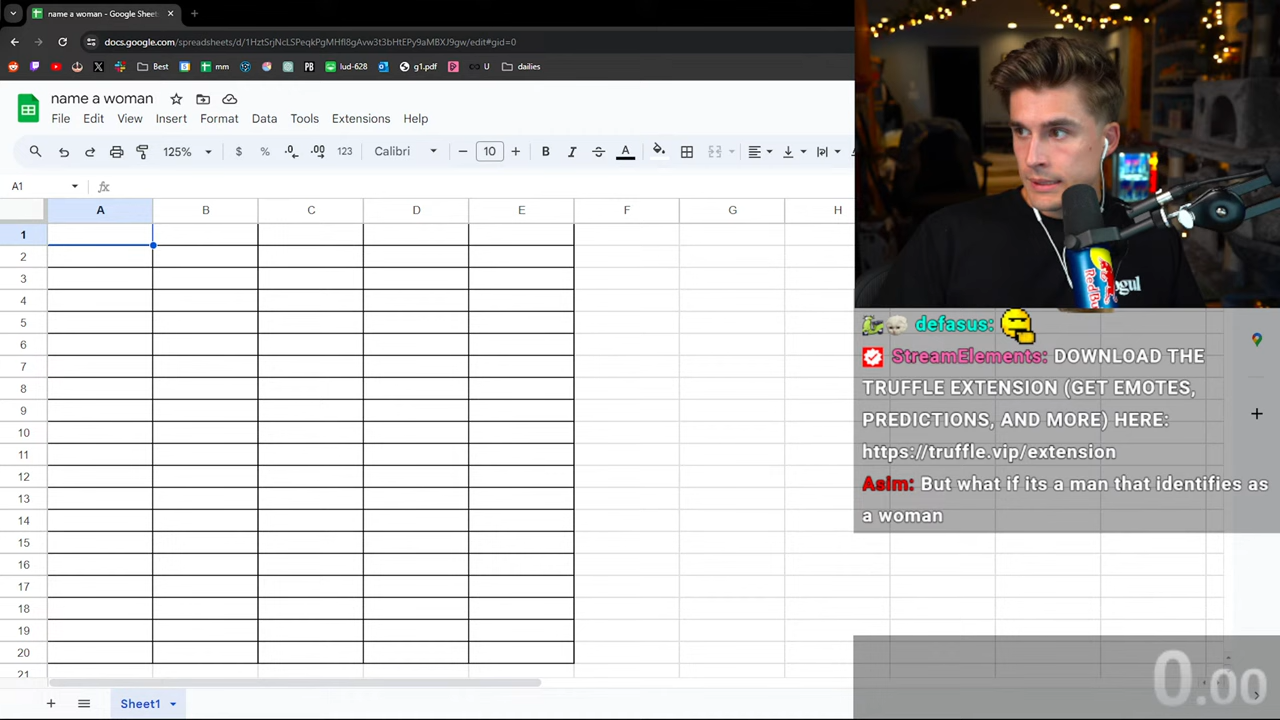 name a woman - Google Sheet
docs.google.com/spreadsheets/d/1HztSrjNcLSPeqkPgMHfl8gAvw3t3bHtEPy9aMBXJ9gw/edit#gid=0
Best
mm
PB
lud-628
g1.pdf
U
dailies
name a woman
File Edit View Insert Format Data Tools Extensions Help
125% $ % .0 .00 123 Calibri 10 B I S A
A1 fx
A B C D E F G H
1
2
3
4
5
6
7
8
9
10
11
12
13
14
15
16
17
18
19
20
21
Sheet1
Red Bu
ogul
defasus:
StreamElements: DOWNLOAD THE
TRUFFLE EXTENSION (GET EMOTES,
PREDICTIONS, AND MORE) HERE:
https://truffle.vip/extension
Asim: But what if its a man that identifies as
a woman
0.00